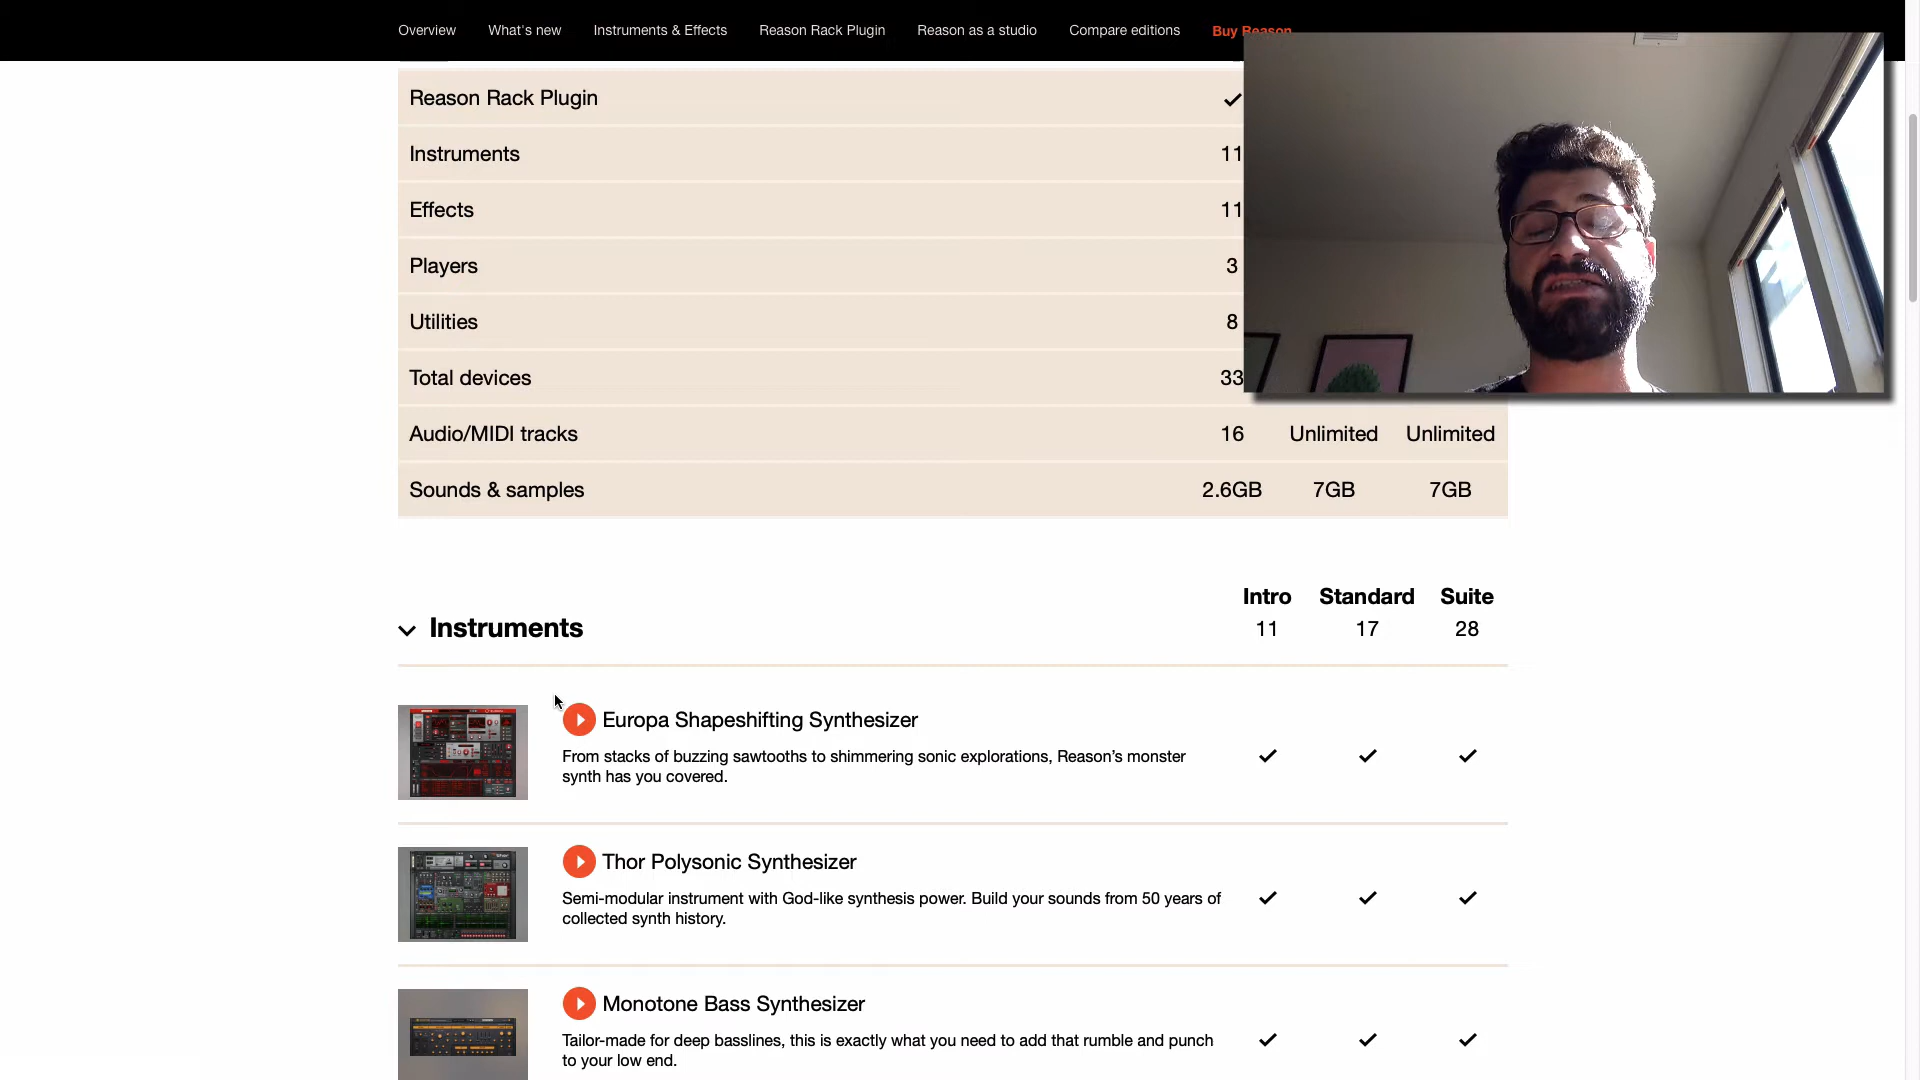 Overview What's new Instruments & Effects Reason Rack Plugin Reason as a studio Compare editions Buy Reason
Reason Rack Plugin ✓
Instruments 11
Effects 11
Players 3
Utilities 8
Total devices 33
Audio/MIDI tracks 16 Unlimited Unlimited
Sounds & samples 2.6GB 7GB 7GB
Intro Standard Suite
Instruments 11 17 28
Europa Shapeshifting Synthesizer
From stacks of buzzing sawtooths to shimmering sonic explorations, Reason's monster
synth has you covered. ✓ ✓ ✓
Thor Polysonic Synthesizer
Semi-modular instrument with God-like synthesis power. Build your sounds from 50 years of
collected synth history. ✓ ✓ ✓
Monotone Bass Synthesizer
Tailor-made for deep basslines, this is exactly what you need to add that rumble and punch
to your low end. ✓ ✓ ✓